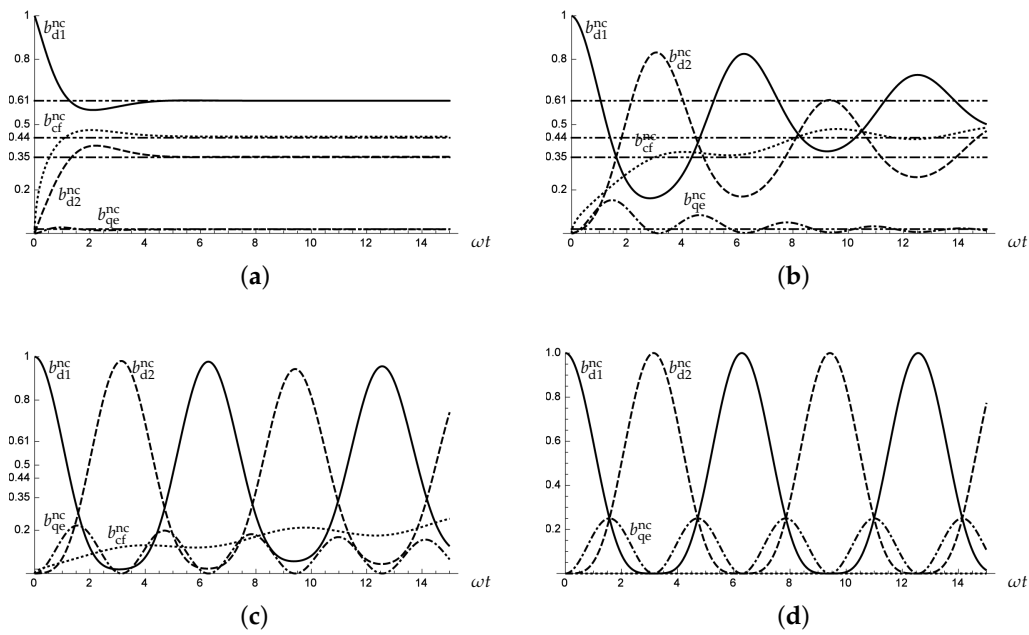 1
b^nc_d1
0.8
0.61
0.5
b^nc_cf
0.44
0.35
0.2
b^nc_d2
b^nc_qe
0 2 4 6 8 10 12 14 ωt
(a)
1
b^nc_d1
0.8
b^nc_d2
0.61
0.5
0.44
b^nc_cf
0.35
0.2
b^nc_qe
0 2 4 6 8 10 12 14 ωt
(b)
1
b^nc_d1 b^nc_d2
0.8
0.61
0.5
0.44
0.35
0.2
b^nc_qe b^nc_cf
0 2 4 6 8 10 12 14 ωt
(c)
1.0
b^nc_d1 b^nc_d2
0.8
0.6
0.4
0.2
b^nc_qe
0 2 4 6 8 10 12 14 ωt
(d)